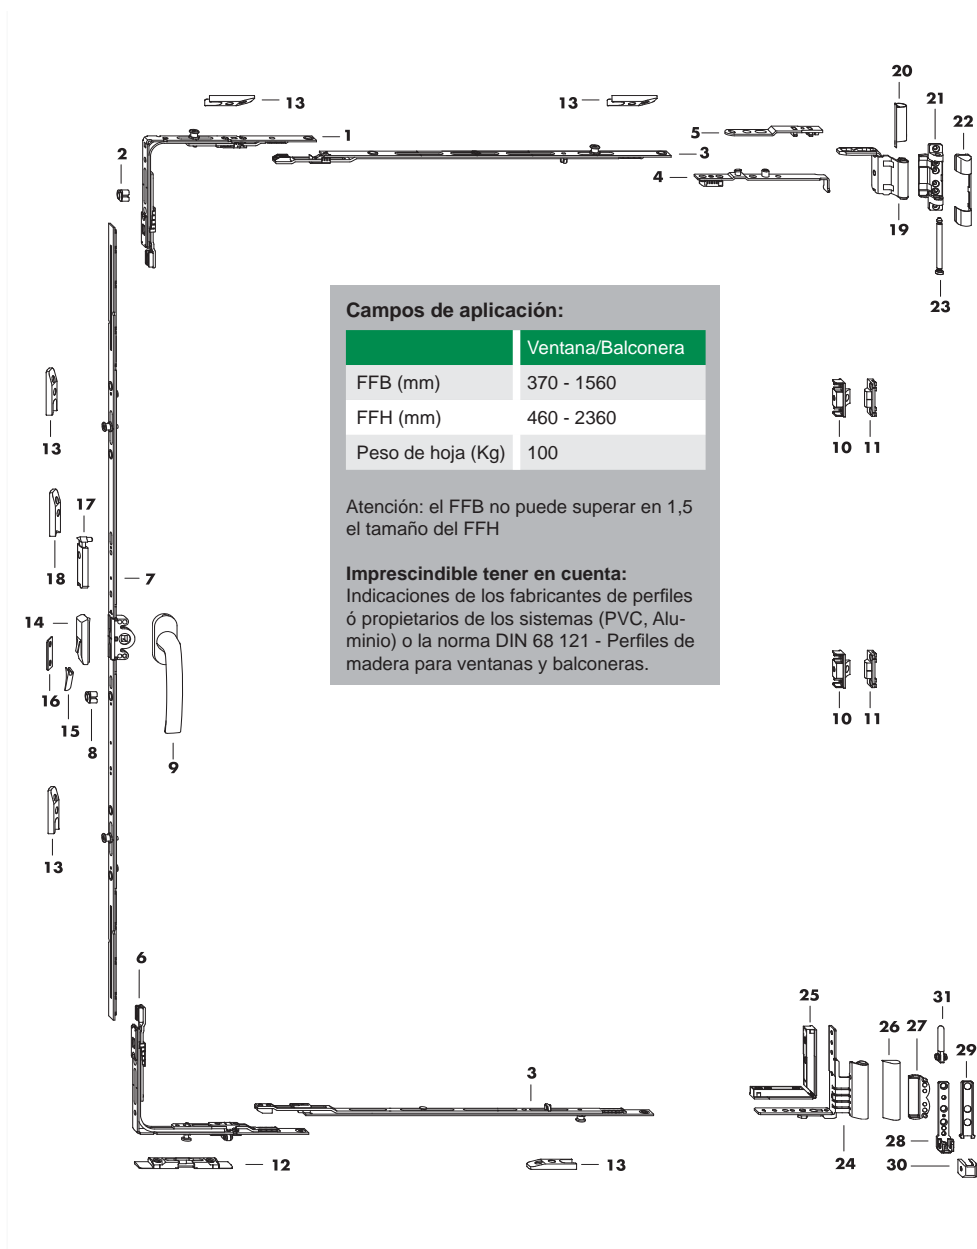 20
21
22
13
13
1
5
3
2
4
19
23
Campos de aplicación:
Ventana/Balconera
FFB (mm) 370 - 1560
FFH (mm) 460 - 2360
Peso de hoja (Kg) 100
Atención: el FFB no puede superar en 1,5
el tamaño del FFH
Imprescindible tener en cuenta:
Indicaciones de los fabricantes de perfiles
ó propietarios de los sistemas (PVC, Alu-
minio) o la norma DIN 68 121 - Perfiles de
madera para ventanas y balconeras.
13
10 11
17
18
7
14
16
15
8
9
10 11
13
6
25
31
26 27
29
3
28
24
30
12
13